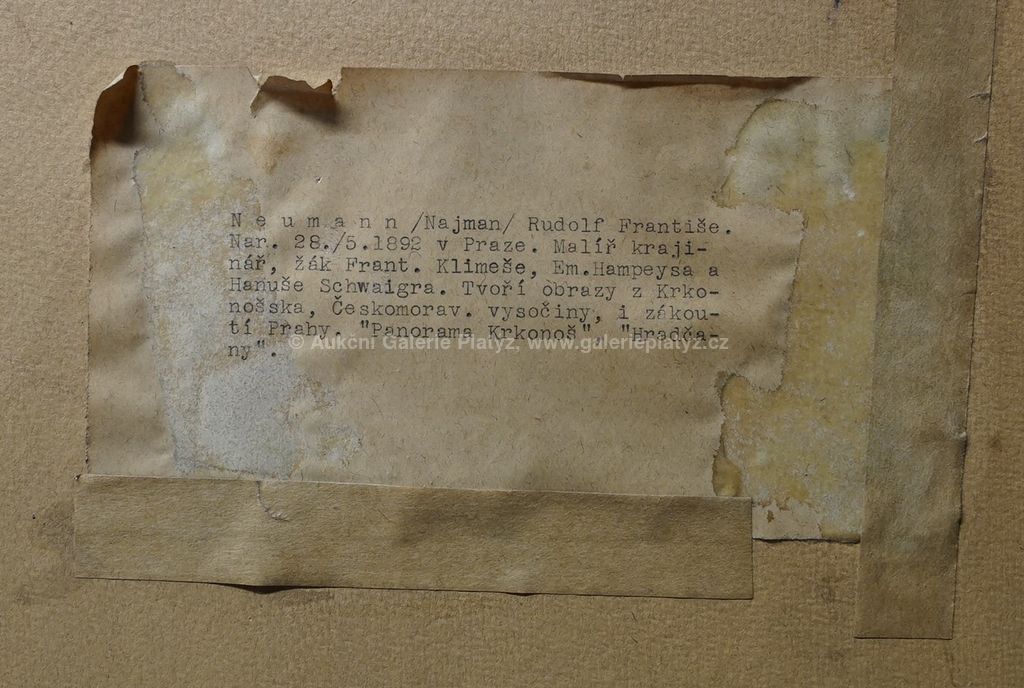 N e u m a n n /Najman/ Rudolf Františe.
Nar. 28./5.1892 v Praze. Malíř kraji-
nář, žák Frant. Klimeše, Em.Hampeysa a
Hanuše Schwaigra. Tvoří obrazy z Krko-
nošska, Českomorav. vysočiny, i zákou-
tí Prahy. "Panorama Krkonoš", "Hradča-
© Aukční Galerie Platýz, www.galerieplatyz.cz
ny".